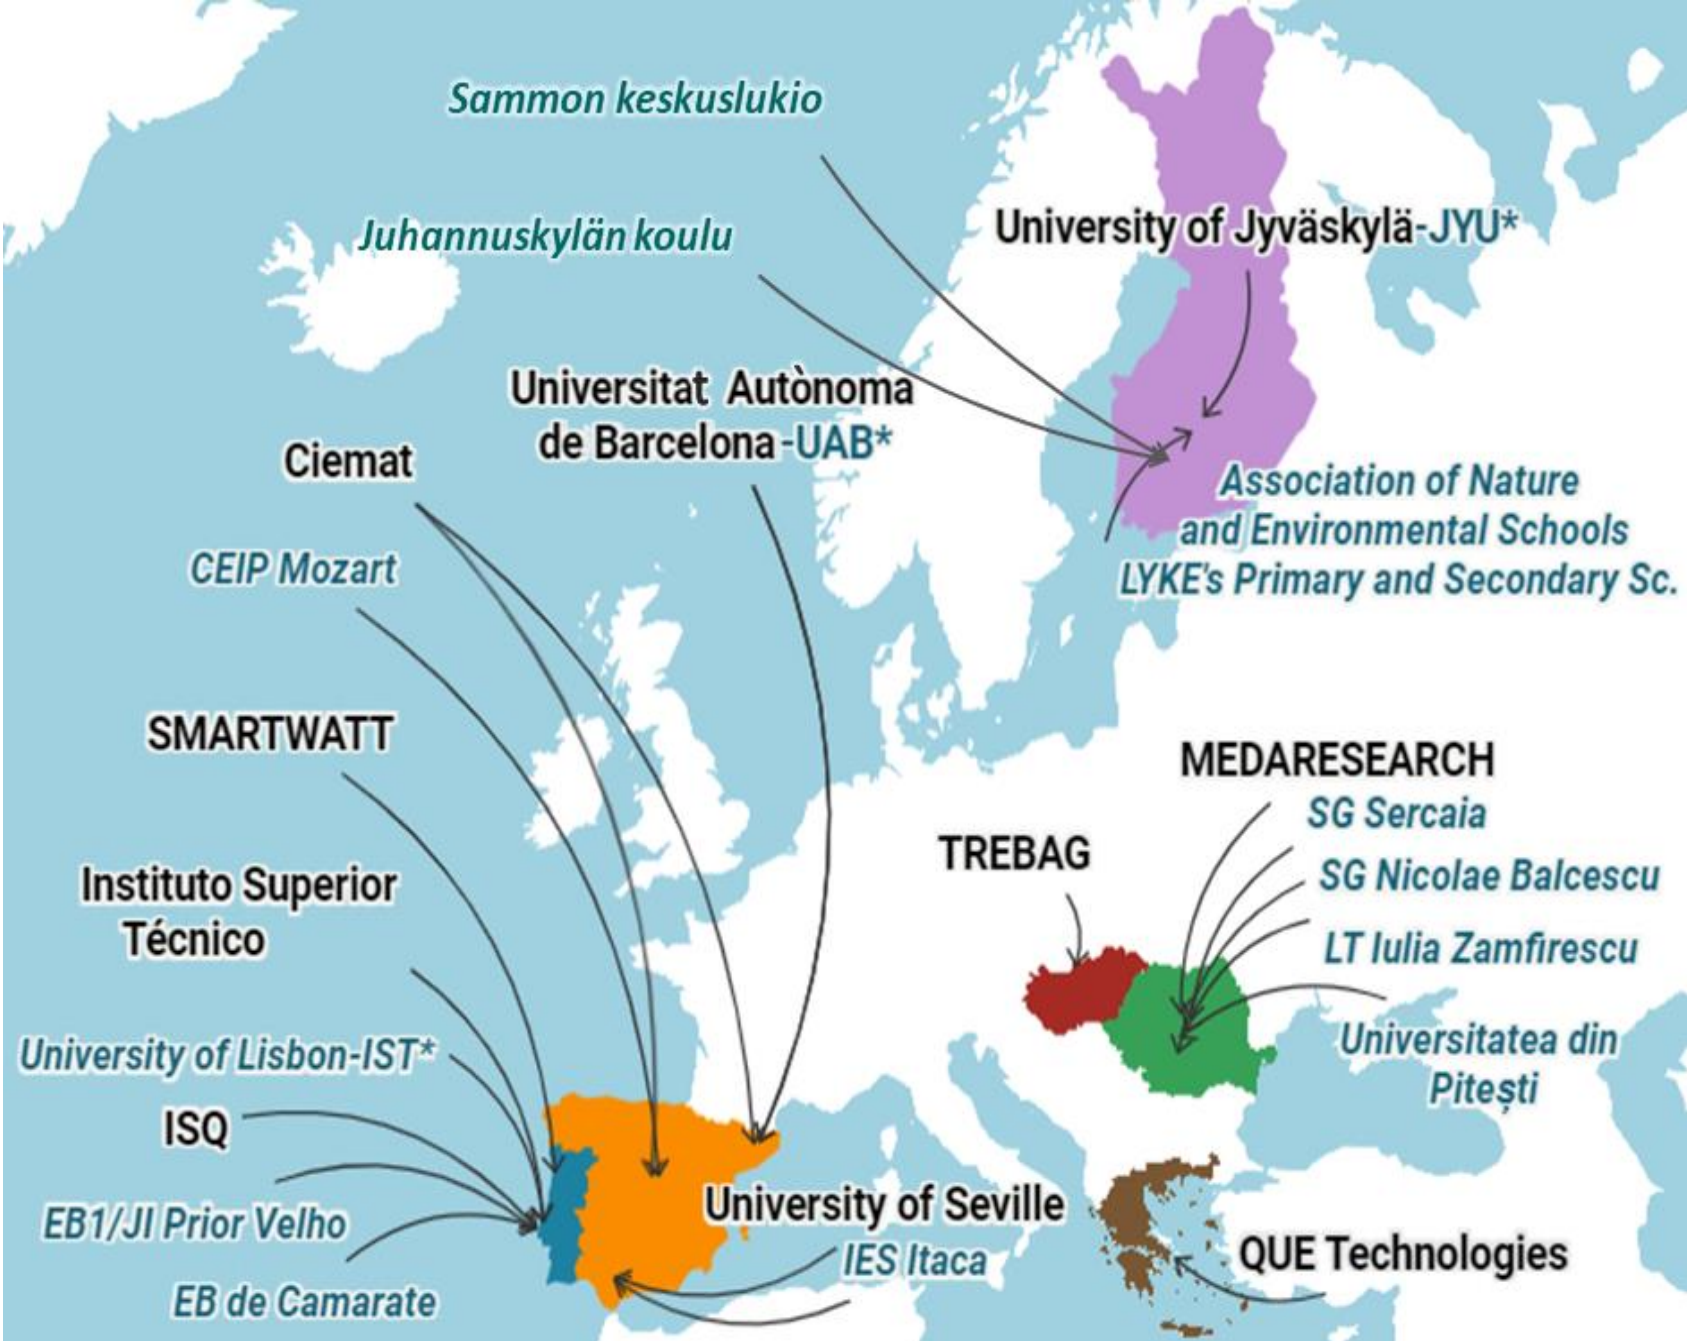 Sammon keskuslukio
University of Jyväskylä-JYU*
Juhannuskylän koulu
Universitat Autònoma
de Barcelona-UAB*
Ciemat
Association of Nature
and Environmental Schools
LYKE's Primary and Secondary Sc.
CEIP Mozart
SMARTWATT
MEDARESEARCH
SG Sercaia
TREBAG
SG Nicolae Balcescu
Instituto Superior
Técnico
LT Iulia Zamfirescu
University of Lisbon-IST*
Universitatea din
Pitești
ISQ
University of Seville
EB1/JI Prior Velho
IES Itaca
QUE Technologies
EB de Camarate